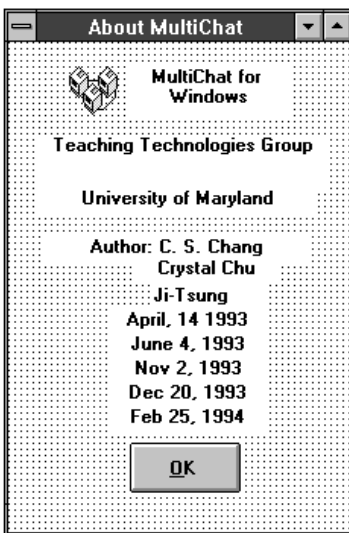 About MultiChat
MultiChat for
Windows
Teaching Technologies Group
University of Maryland
Author: C. S. Chang
Crystal Chu
Ji-Tsung
April, 14 1993
June 4, 1993
Nov 2, 1993
Dec 20, 1993
Feb 25, 1994
OK